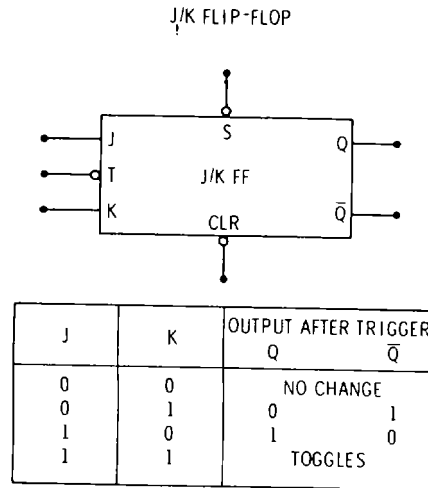 J/K FLIP-FLOP
S
J Q
T J/K FF
K Q̅
CLR
J K OUTPUT AFTER TRIGGER
Q Q̅
0 0 NO CHANGE
0 1 0 1
1 0 1 0
1 1 TOGGLES